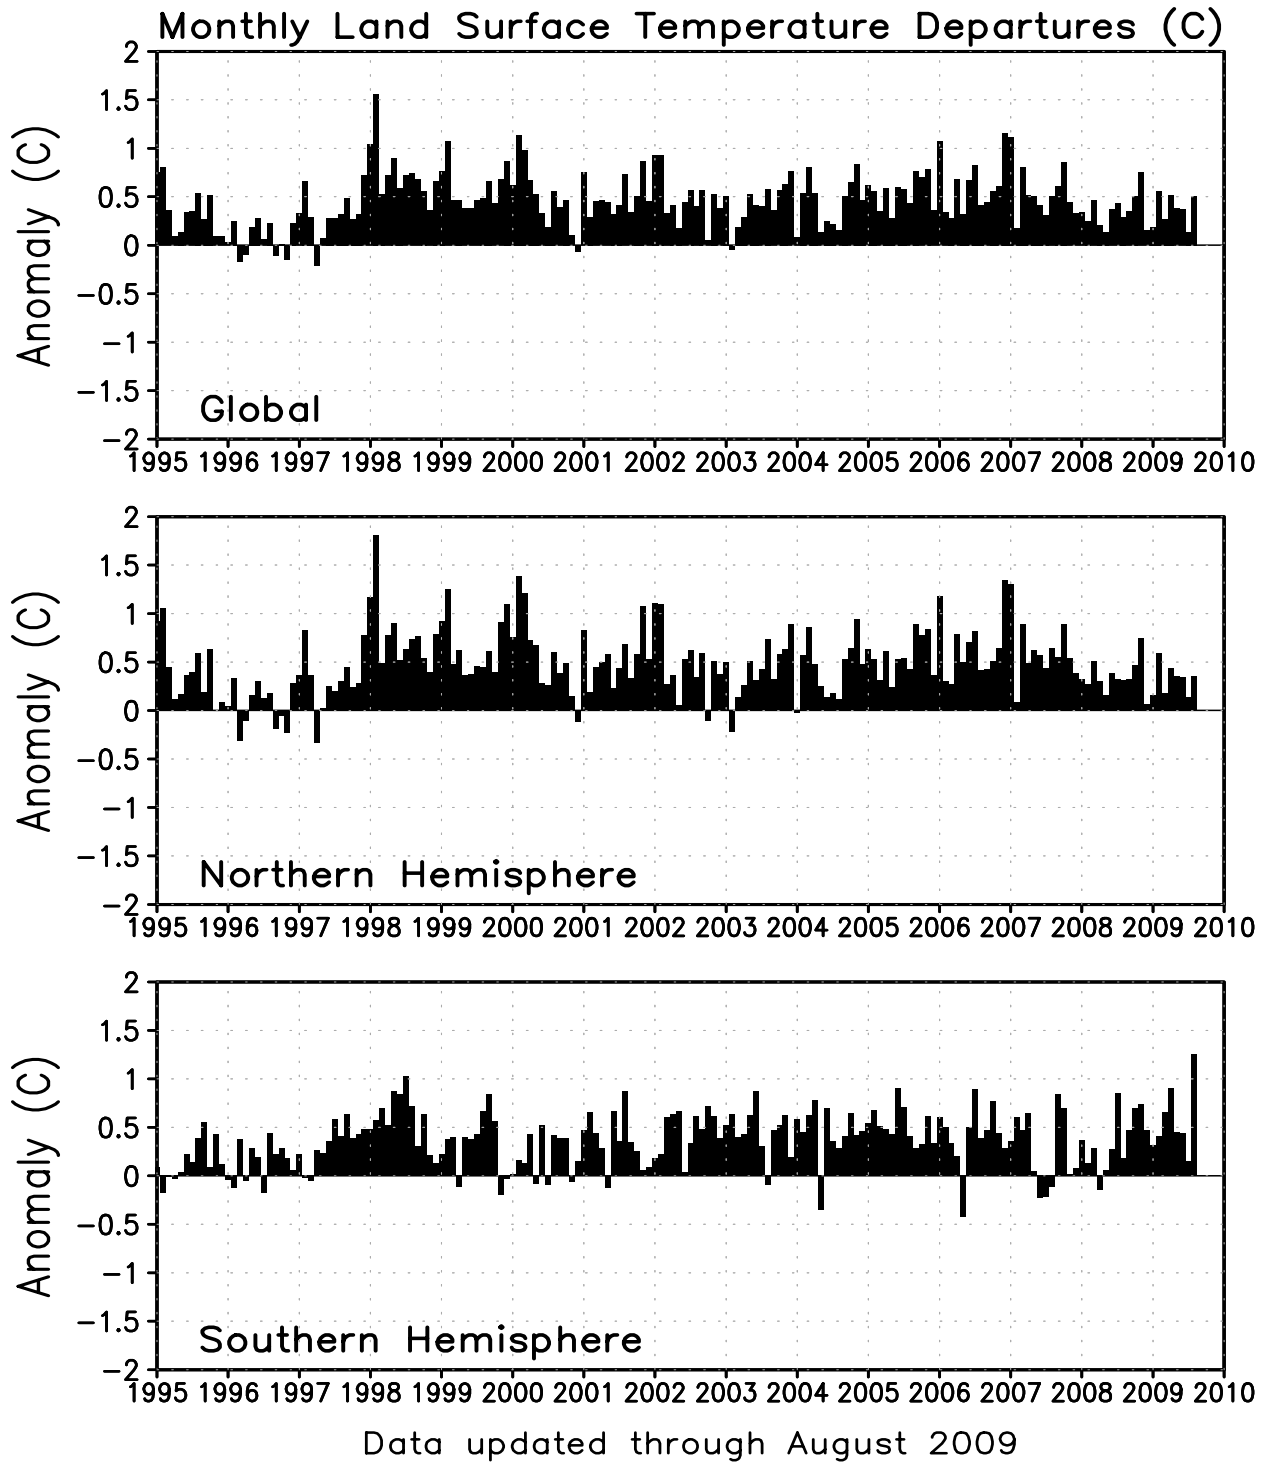 Monthly Land Surface Temperature Departures (C)
2
1.5
1
0.5
0
−0.5
−1
−1.5
−2
Anomaly (C)
Global
1995 1996 1997 1998 1999 2000 2001 2002 2003 2004 2005 2006 2007 2008 2009 2010
2
1.5
1
0.5
0
−0.5
−1
−1.5
−2
Anomaly (C)
Northern Hemisphere
1995 1996 1997 1998 1999 2000 2001 2002 2003 2004 2005 2006 2007 2008 2009 2010
2
1.5
1
0.5
0
−0.5
−1
−1.5
−2
Anomaly (C)
Southern Hemisphere
1995 1996 1997 1998 1999 2000 2001 2002 2003 2004 2005 2006 2007 2008 2009 2010
Data updated through August 2009